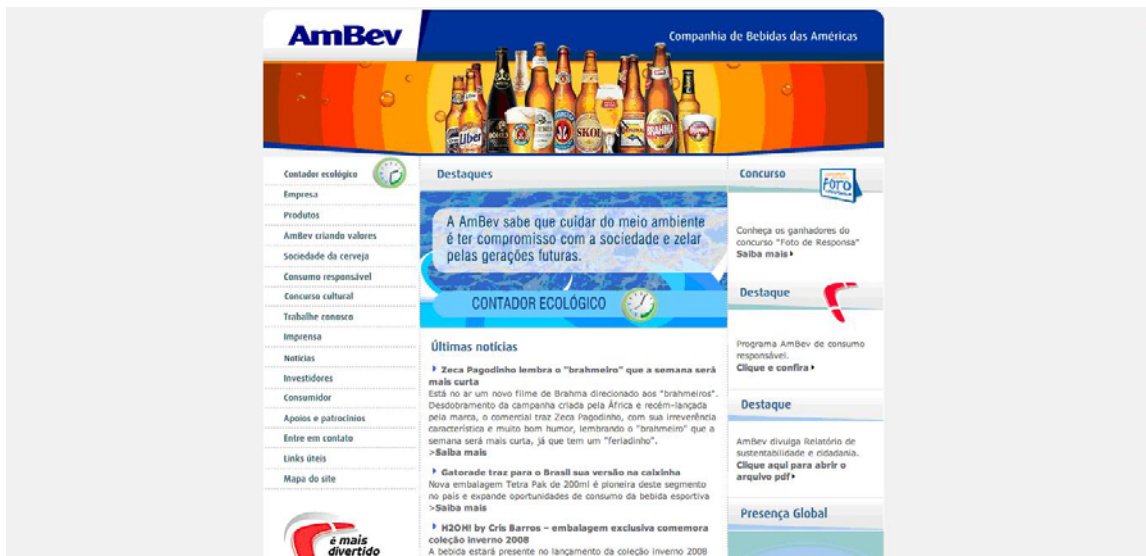 AmBev
Companhia de Bebidas das Américas
Liber
SKOL
ORIGINAL
BRAHMA
Contador ecológico
Empresa
Produtos
AmBev criando valores
Sociedade da cerveja
Consumo responsável
Concurso cultural
Trabalhe conosco
Imprensa
Notícias
Investidores
Consumidor
Apoios e patrocínios
Entre em contato
Links úteis
Mapa do site
é mais
divertido
Destaques
A AmBev sabe que cuidar do meio ambiente
é ter compromisso com a sociedade e zelar
pelas gerações futuras.
CONTADOR ECOLÓGICO
Últimas notícias
Zeca Pagodinho lembra o "brahmeiro" que a semana será
mais curta
Está no ar um novo filme de Brahma direcionado aos "brahmeiros".
Desdobramento da campanha criada pela África e recém-lançada
pela marca, o comercial traz Zeca Pagodinho, com sua irreverência
característica e muito bom humor, lembrando o "brahmeiro" que a
semana será mais curta, já que tem um "feriadinho".
>Saiba mais
Gatorade traz para o Brasil sua versão na caixinha
Nova embalagem Tetra Pak de 200ml é pioneira deste segmento
no país e expande oportunidades de consumo da bebida esportiva
>Saiba mais
H2OH! by Cris Barros – embalagem exclusiva comemora
coleção inverno 2008
A bebida estará presente no lançamento da coleção inverno 2008
Concurso
FOTO
Conheça os ganhadores do
concurso "Foto de Responsa"
Saiba mais
Destaque
Programa AmBev de consumo
responsável.
Clique e confira
Destaque
AmBev divulga Relatório de
sustentabilidade e cidadania.
Clique aqui para abrir o
arquivo pdf
Presença Global